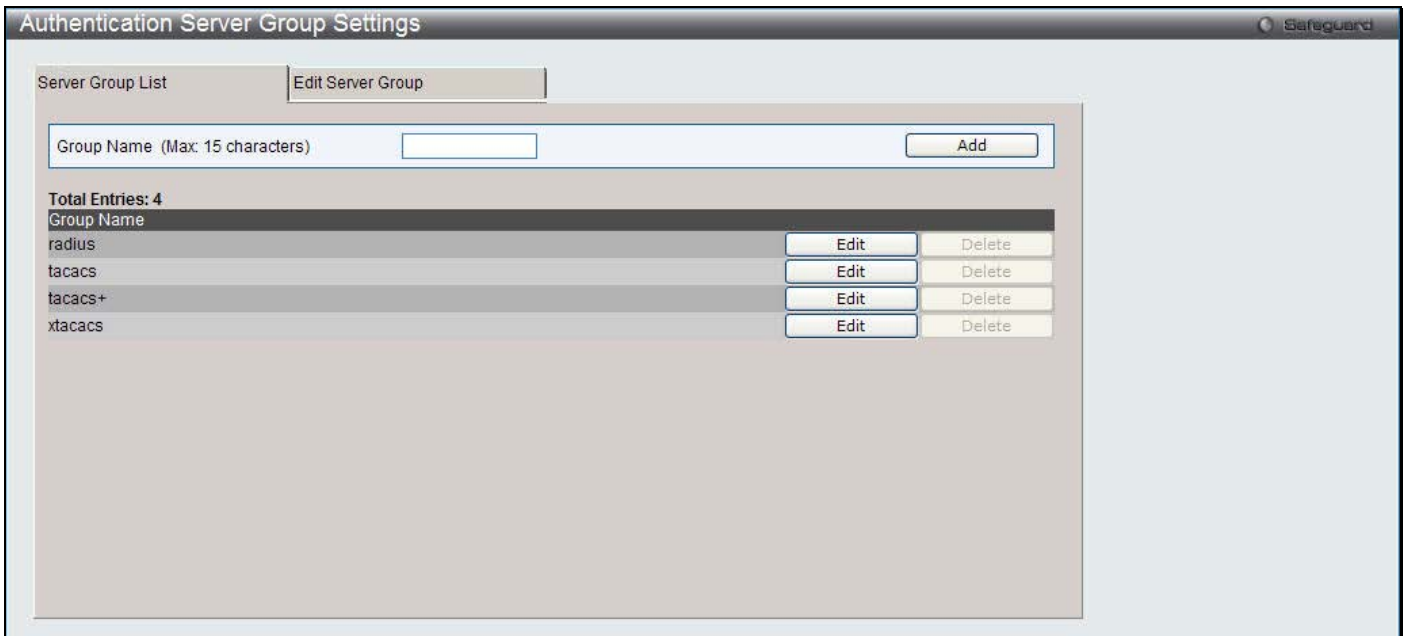 Authentication Server Group Settings
Safeguard
Server Group List
Edit Server Group
Group Name (Max: 15 characters)
Add
Total Entries: 4
Group Name
radius Edit Delete
tacacs Edit Delete
tacacs+ Edit Delete
xtacacs Edit Delete